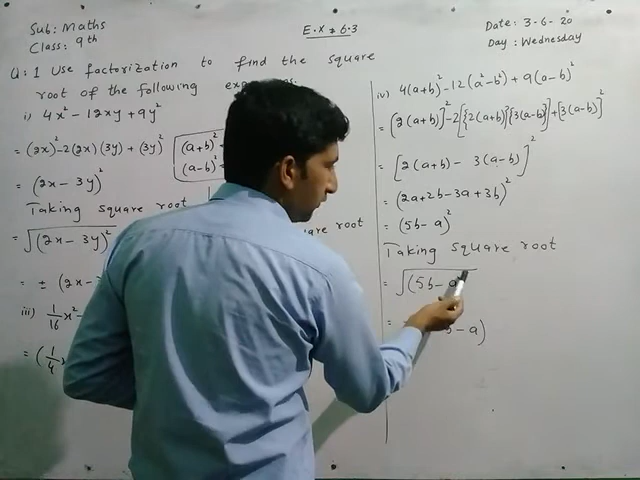 Sub: Maths
Class: 9th
E.X # 6.3
Date: 3-6-20
Day: Wednesday
Q:1 Use factorization to find the square
root of the following
i) 4x² - 12xy + 9y²
= (2x)² - 2(2x)(3y) + (3y)²
(a+b)²
(a-b)²
= (2x - 3y)²
Taking square root
= √(2x - 3y)²
= ± (2x -
iii) 1/16 x² -
= (1/4
root
iv) 4(a+b)² - 12(a²-b²) + 9(a-b)²
= [2(a+b)]² - 2[{2(a+b)}{3(a-b)}] + [3(a-b)]²
= [2(a+b) - 3(a-b)]²
= (2a+2b-3a+3b)²
= (5b-a)²
Taking square root
= √(5b-a
=
b-a)